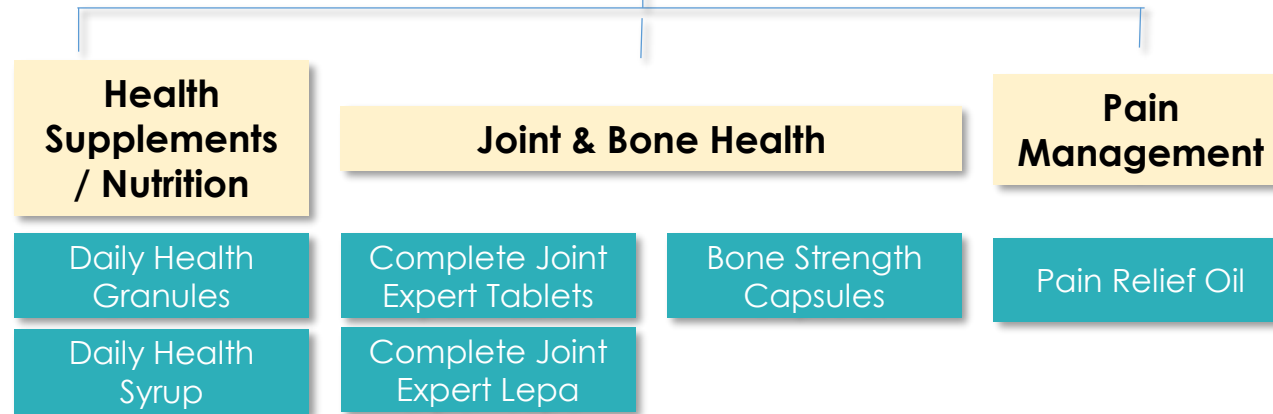 Health
Supplements
/ Nutrition
Joint & Bone Health
Pain
Management
Daily Health
Granules
Complete Joint
Expert Tablets
Bone Strength
Capsules
Pain Relief Oil
Daily Health
Syrup
Complete Joint
Expert Lepa